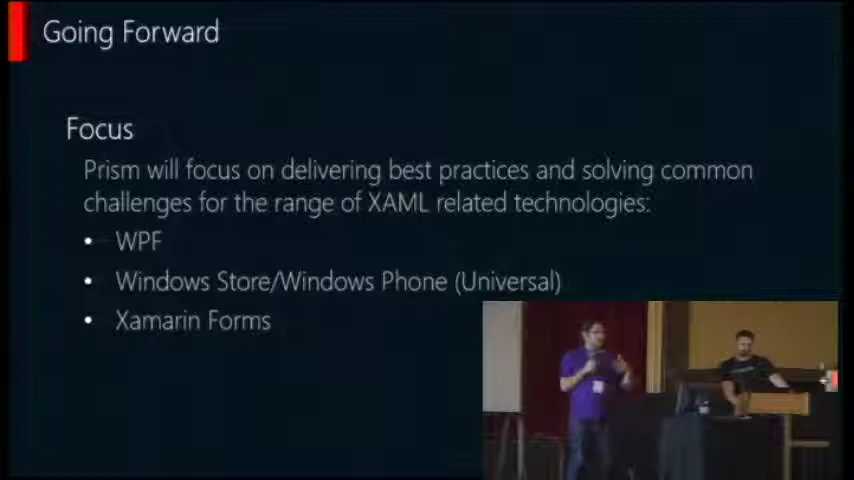 Going Forward
Focus
Prism will focus on delivering best practices and solving common
challenges for the range of XAML related technologies:
• WPF
• Windows Store/Windows Phone (Universal)
• Xamarin Forms